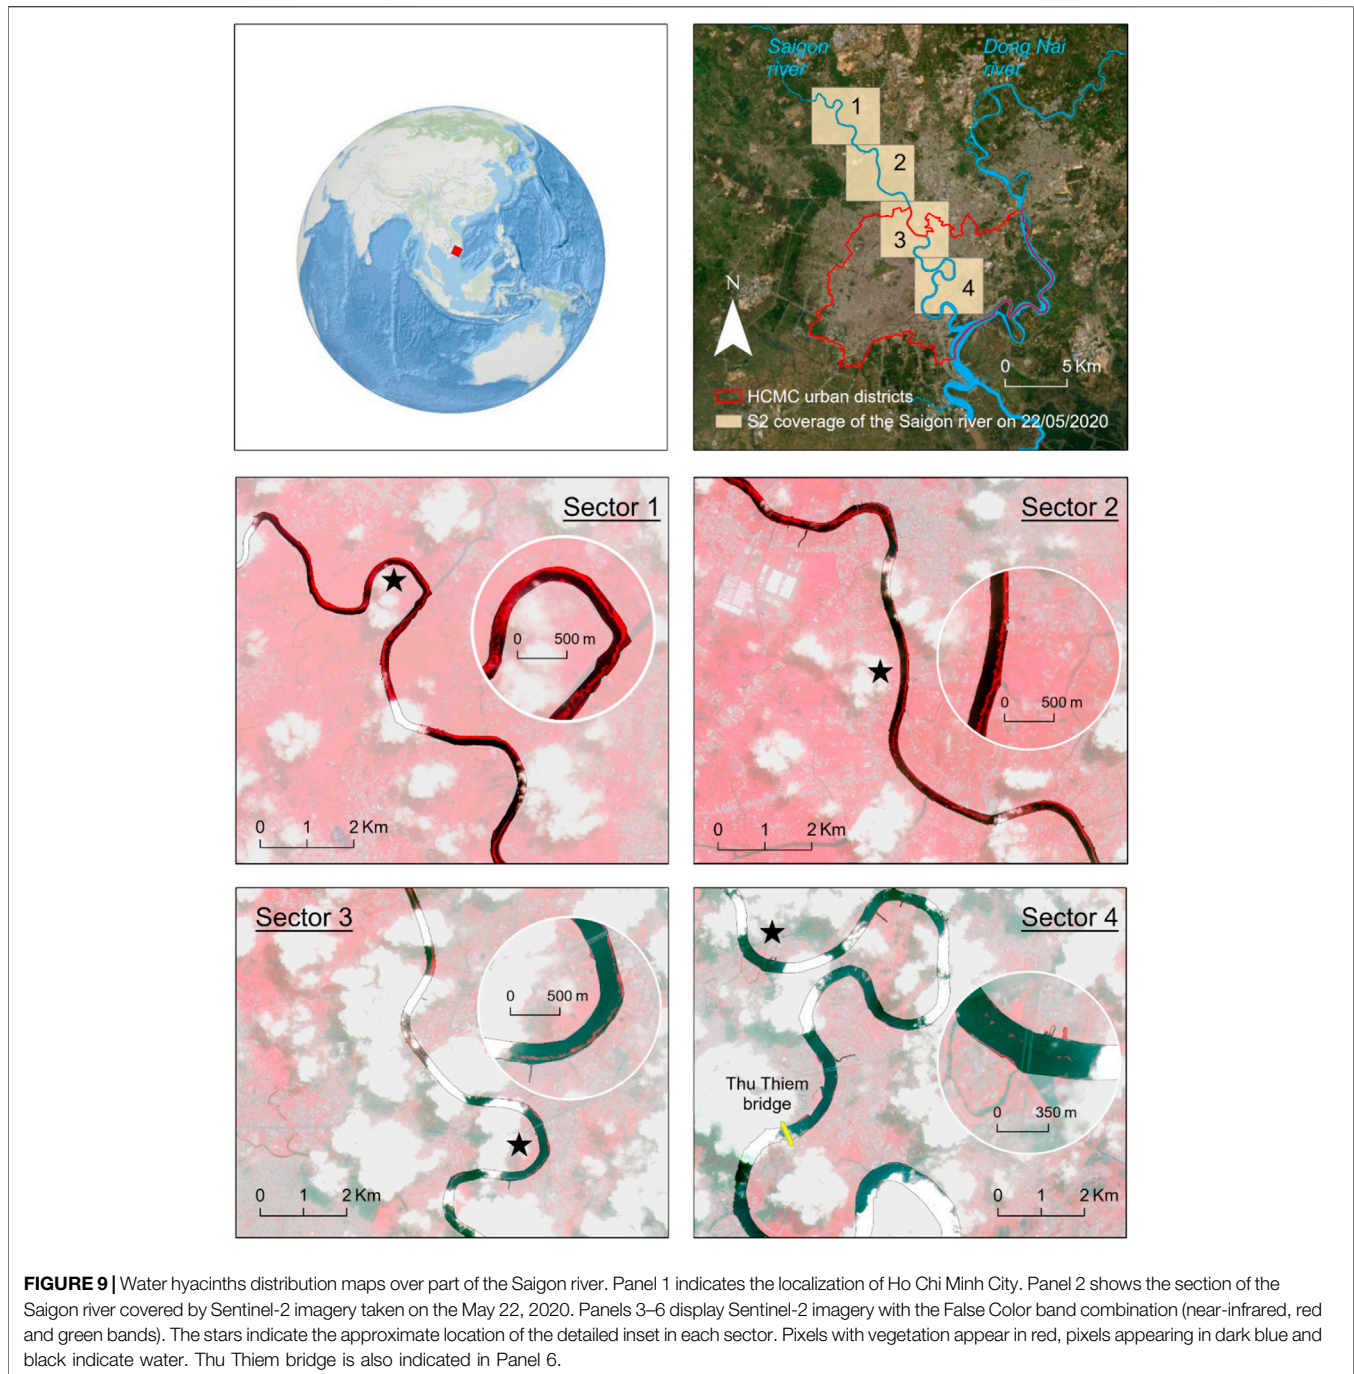 Saigon
river
Dong Nai
river
1
2
3
4
N
0 5 Km
HCMC urban districts
S2 coverage of the Saigon river on 22/05/2020
Sector 1
0 500 m
0 1 2 Km
Sector 2
0 500 m
0 1 2 Km
Sector 3
0 500 m
0 1 2 Km
Sector 4
Thu Thiem
bridge
0 350 m
0 1 2 Km
FIGURE 9 | Water hyacinths distribution maps over part of the Saigon river. Panel 1 indicates the localization of Ho Chi Minh City. Panel 2 shows the section of the
Saigon river covered by Sentinel-2 imagery taken on the May 22, 2020. Panels 3–6 display Sentinel-2 imagery with the False Color band combination (near-infrared, red
and green bands). The stars indicate the approximate location of the detailed inset in each sector. Pixels with vegetation appear in red, pixels appearing in dark blue and
black indicate water. Thu Thiem bridge is also indicated in Panel 6.